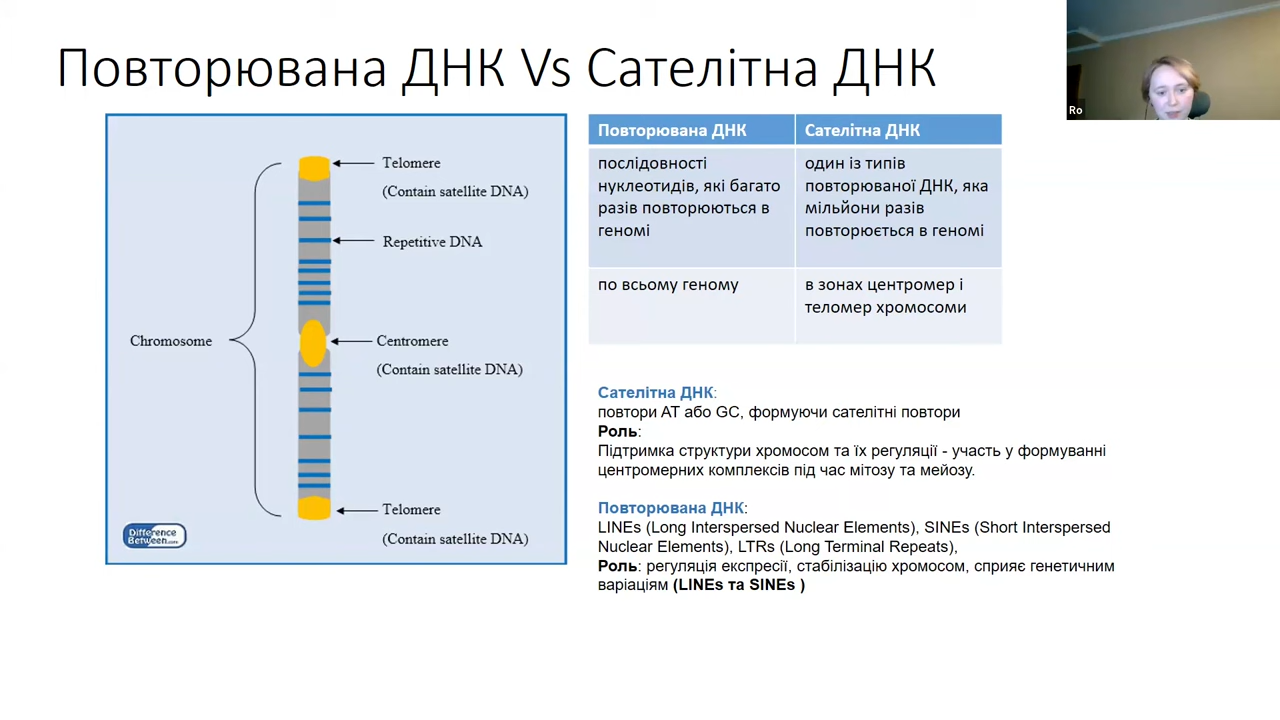 Повторювана ДНК Vs Сателітна ДНК
Ro
Telomere
(Contain satellite DNA)
Repetitive DNA
Chromosome
Centromere
(Contain satellite DNA)
Telomere
(Contain satellite DNA)
Difference
Between.com
Повторювана ДНК
Сателітна ДНК
послідовності
нуклеотидів, які багато
разів повторюються в
геномі
один із типів
повторюваної ДНК, яка
мільйони разів
повторюється в геномі
по всьому геному
в зонах центромер і
теломер хромосоми
Сателітна ДНК:
повтори AT або GC, формуючи сателітні повтори
Роль:
Підтримка структури хромосом та їх регуляції - участь у формуванні
центромерних комплексів під час мітозу та мейозу.
Повторювана ДНК:
LINEs (Long Interspersed Nuclear Elements), SINEs (Short Interspersed
Nuclear Elements), LTRs (Long Terminal Repeats),
Роль: регуляція експресії, стабілізацію хромосом, сприяє генетичним
варіаціям (LINEs та SINEs )